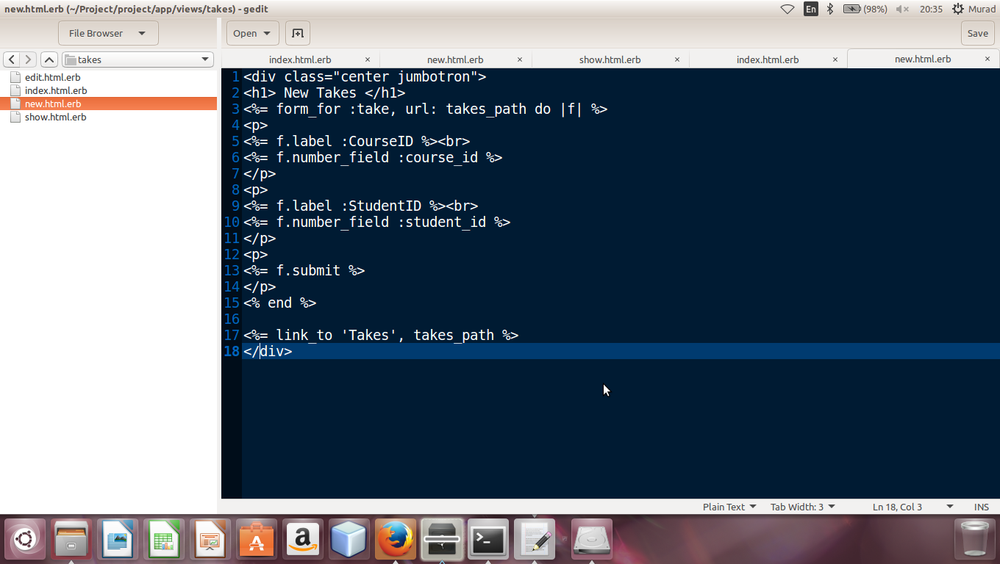 new.html.erb (~/Project/project/app/views/takes) - gedit
En
(98%)
20:35
Murad
File Browser
Open
Save
takes
index.html.erb ×
new.html.erb ×
show.html.erb ×
index.html.erb ×
new.html.erb ×
edit.html.erb
index.html.erb
new.html.erb
show.html.erb
1 <div class="center jumbotron">
2 <h1> New Takes </h1>
3 <%= form_for :take, url: takes_path do |f| %>
4 <p>
5 <%= f.label :CourseID %><br>
6 <%= f.number_field :course_id %>
7 </p>
8 <p>
9 <%= f.label :StudentID %><br>
10 <%= f.number_field :student_id %>
11 </p>
12 <p>
13 <%= f.submit %>
14 </p>
15 <% end %>
16
17 <%= link_to 'Takes', takes_path %>
18 </div>
Plain Text
Tab Width: 3
Ln 18, Col 3
INS